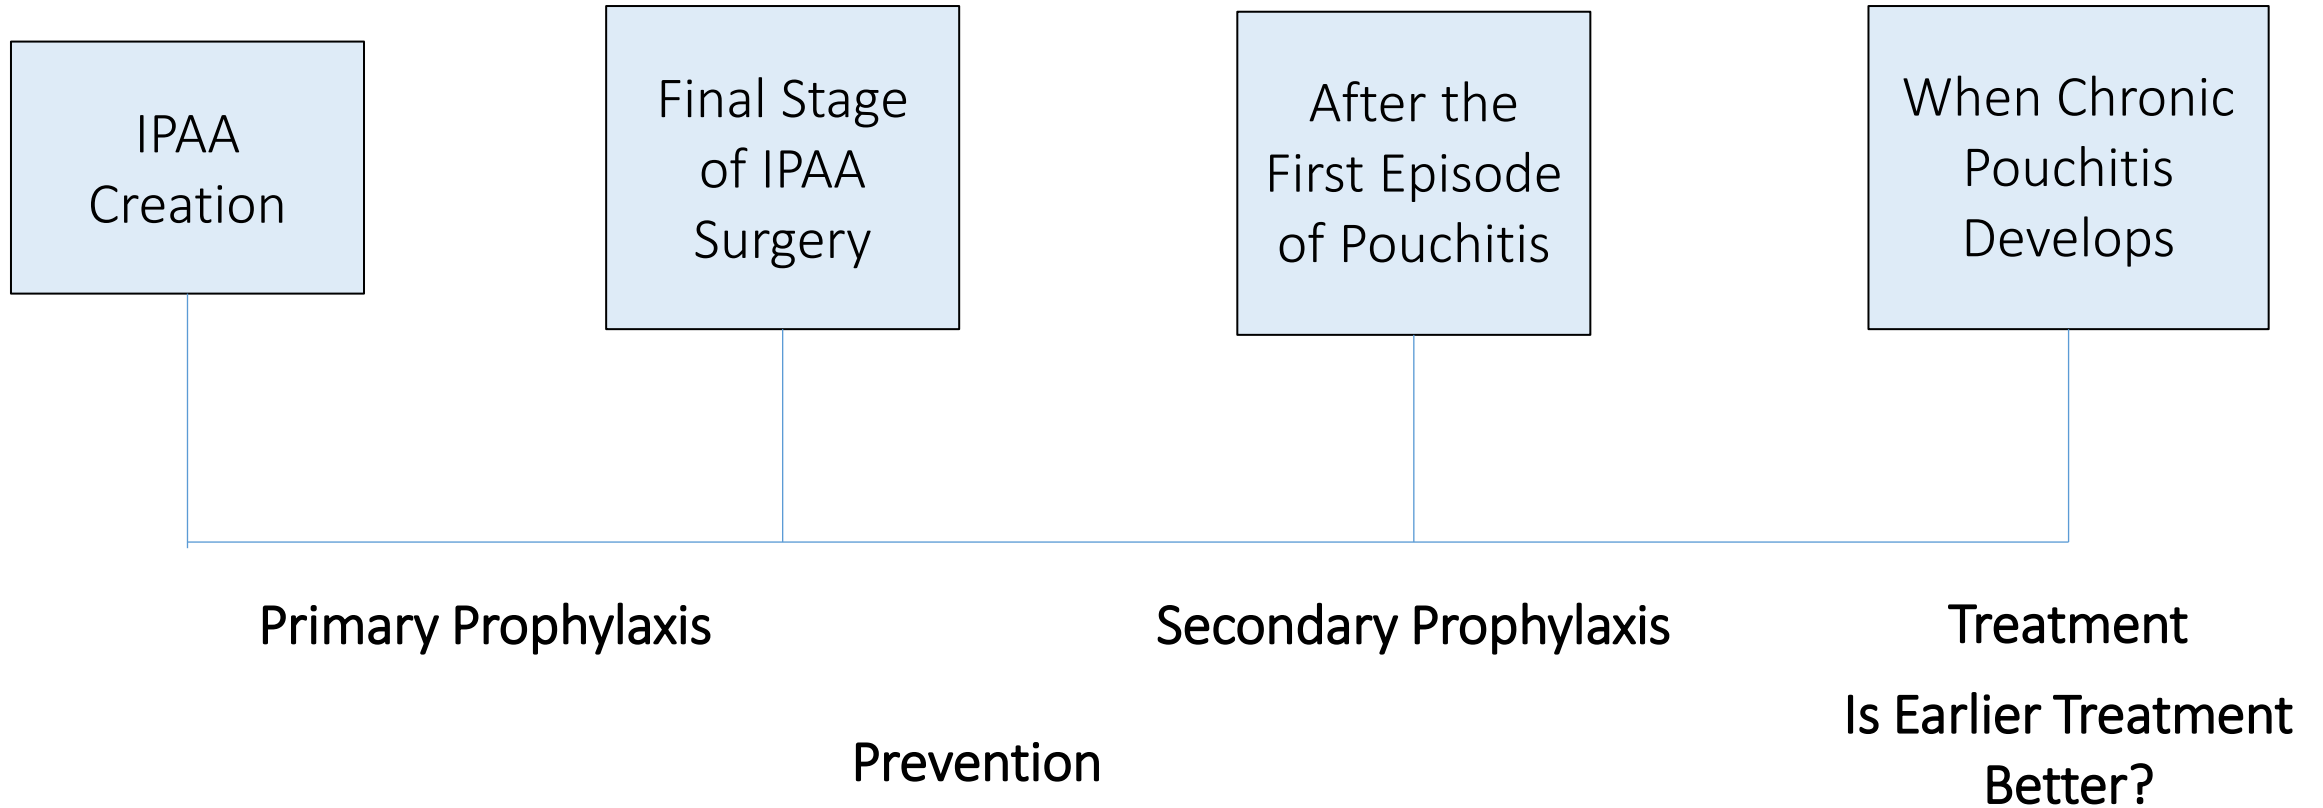 IPAA
Creation
Final Stage
of IPAA
Surgery
After the
First Episode
of Pouchitis
When Chronic
Pouchitis
Develops
Primary Prophylaxis
Secondary Prophylaxis
Treatment
Prevention
Is Earlier Treatment
Better?